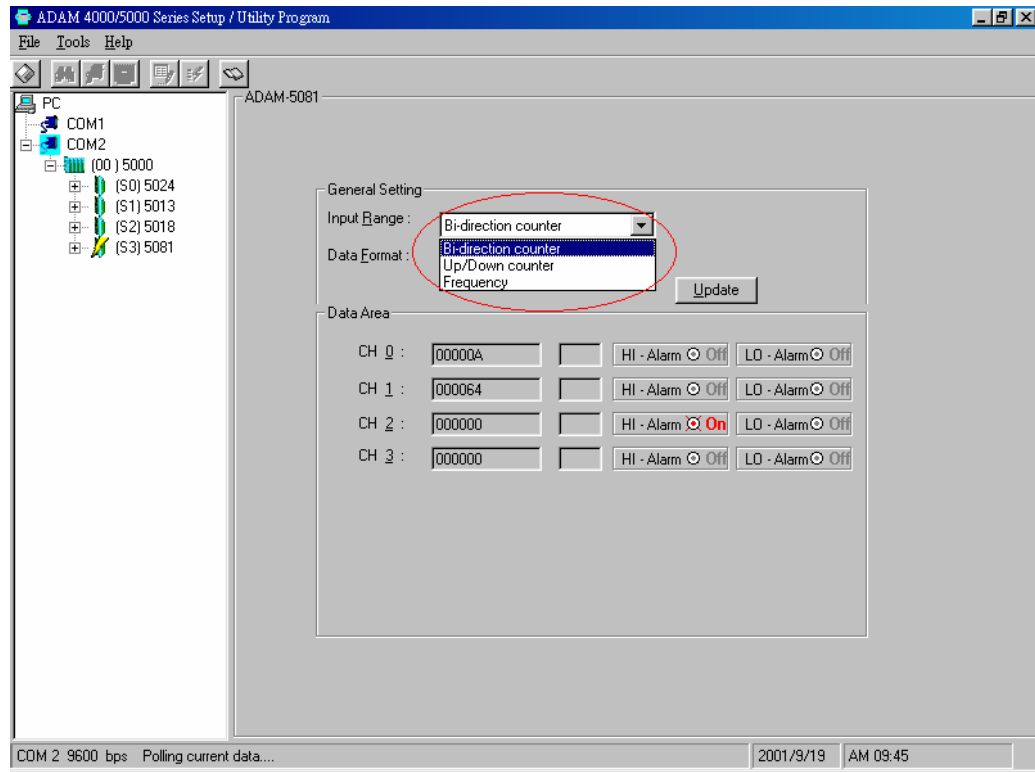 ADAM 4000/5000 Series Setup / Utility Program
File Tools Help
PC
COM1
COM2
(00 ) 5000
(S0) 5024
(S1) 5013
(S2) 5018
(S3) 5081
ADAM-5081
General Setting
Input Range : Bi-direction counter
Data Format :
Bi-direction counter
Up/Down counter
Frequency
Update
Data Area
CH 0 : 00000A HI - Alarm Off LO - Alarm Off
CH 1 : 000064 HI - Alarm Off LO - Alarm Off
CH 2 : 000000 HI - Alarm On LO - Alarm Off
CH 3 : 000000 HI - Alarm Off LO - Alarm Off
COM 2 9600 bps Polling current data.... 2001/9/19 AM 09:45